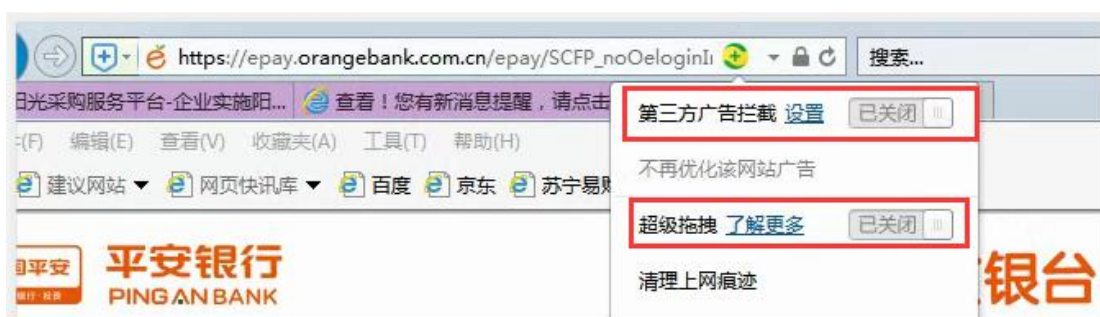 https://epay.orangebank.com.cn/epay/SCFP_noOeloginI
搜索...
阳光采购服务平台-企业实施阳...
查看！您有新消息提醒，请点击
(F) 编辑(E) 查看(V) 收藏夹(A) 工具(T) 帮助(H)
建议网站 网页快讯库 百度 京东 苏宁易购
第三方广告拦截 设置 已关闭
不再优化该网站广告
超级拖拽 了解更多 已关闭
清理上网痕迹
平安
平安银行
PINGAN BANK
银台